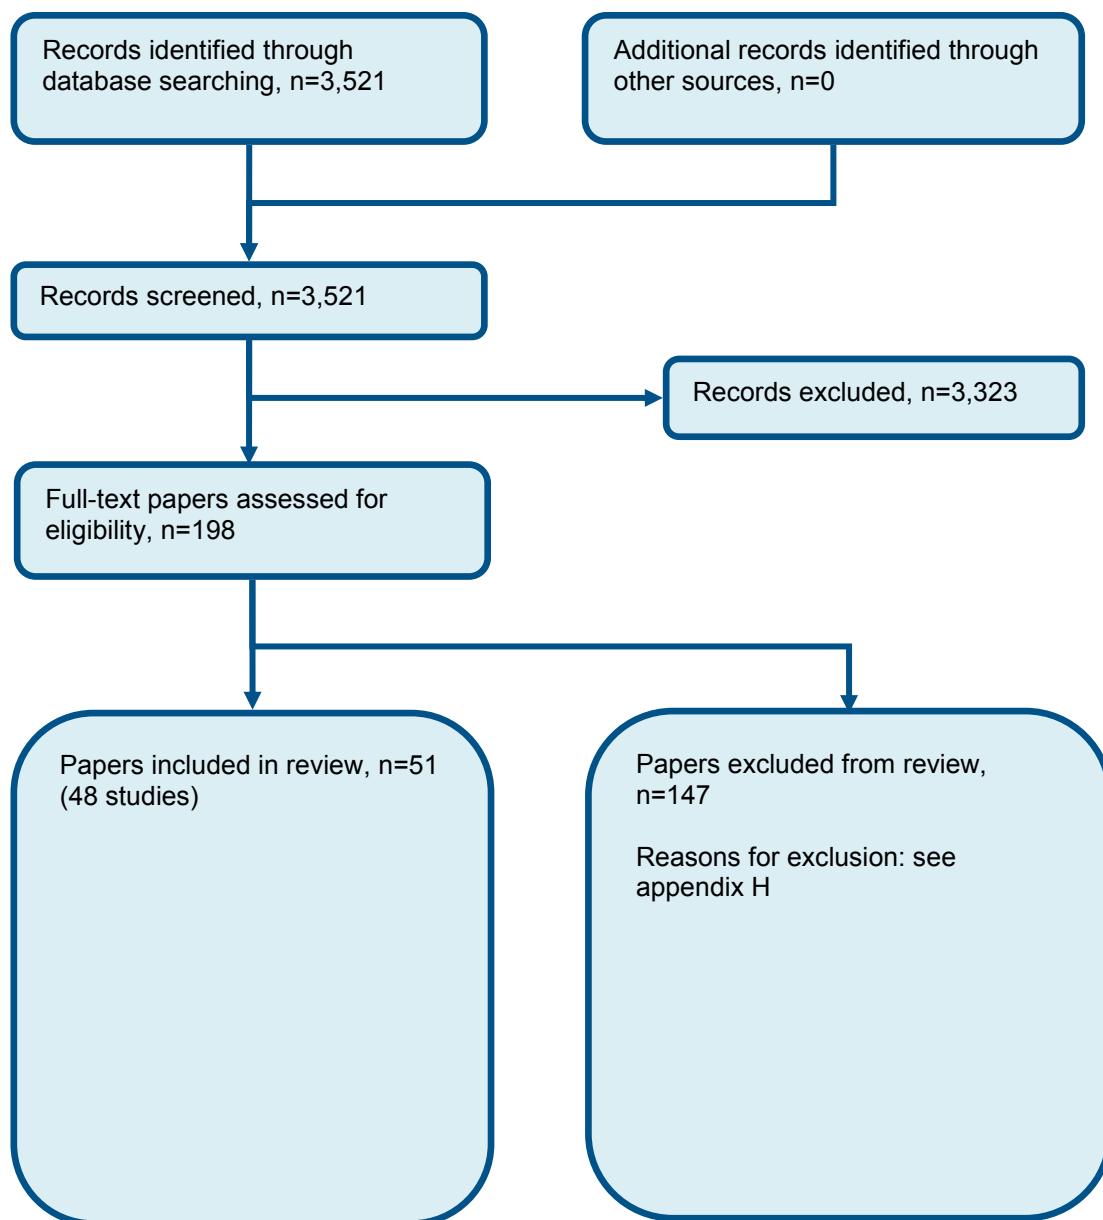 Records identified through
database searching, n=3,521
Additional records identified through
other sources, n=0
Records screened, n=3,521
Records excluded, n=3,323
Full-text papers assessed for
eligibility, n=198
Papers included in review, n=51
(48 studies)
Papers excluded from review,
n=147
Reasons for exclusion: see
appendix H